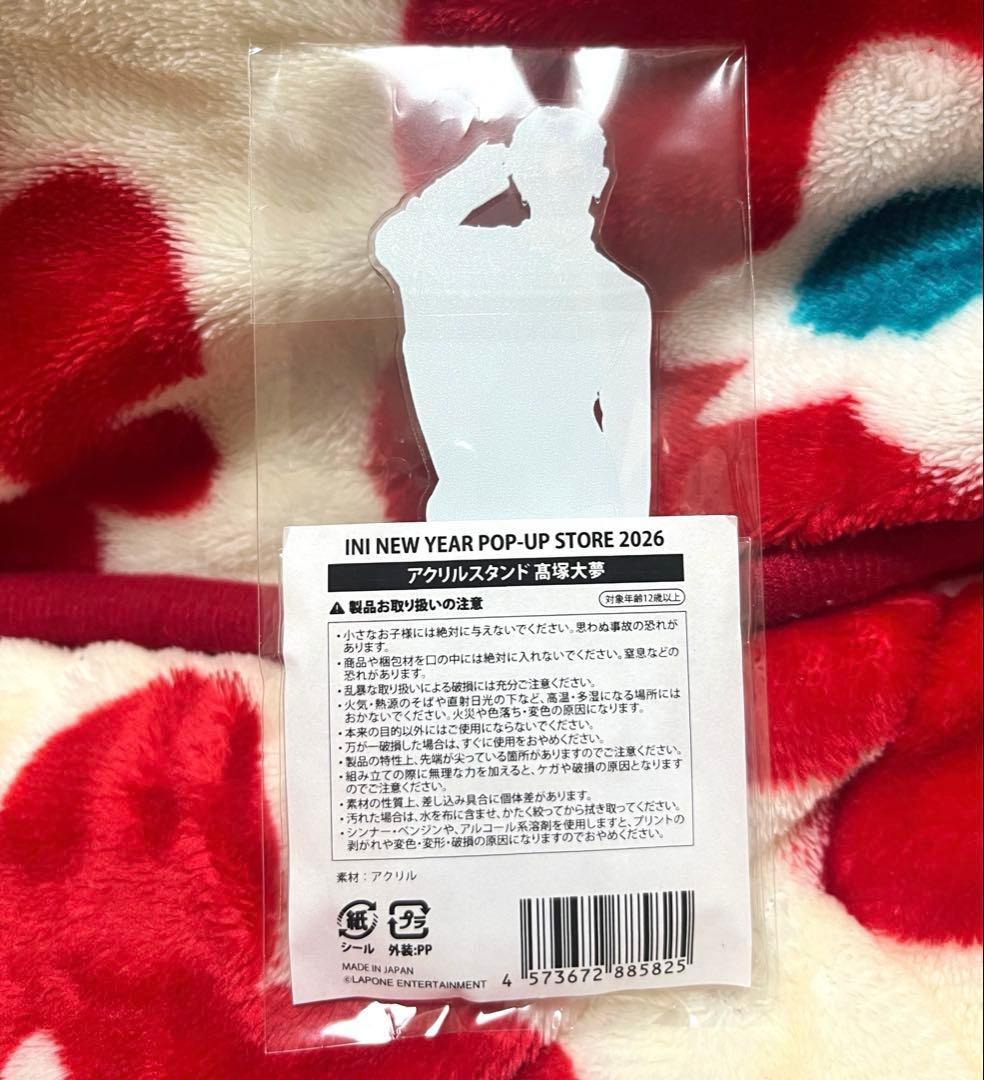 INI NEW YEAR POP-UP STORE 2026
アクリルスタンド 髙塚大夢
製品お取り扱いの注意
対象年齢12歳以上
・小さなお子様には絶対に与えないでください。思わぬ事故の恐れが
あります。
・商品や梱包材を口の中には絶対に入れないでください。窒息などの
恐れがあります。
・乱暴な取り扱いによる破損には充分ご注意ください。
・火気・熱源のそばや直射日光の下など、高温・多湿になる場所には
おかないでください。火災や色落ち・変色の原因になります。
・本来の目的以外にはご使用にならないでください。
・万が一破損した場合は、すぐに使用をおやめください。
・製品の特性上、先端が尖っている箇所がありますのでご注意ください。
・組み立ての際に無理な力を加えると、ケガや破損の原因となります
のでご注意ください。
・素材の性質上、差し込み具合に個体差があります。
・汚れた場合は、水を布に含ませ、かたく絞ってから拭き取ってください。
・シンナー・ベンジンや、アルコール系溶剤を使用しますと、プリントの
剥がれや変色・変形・破損の原因になりますのでおやめください。
素材：アクリル
紙 プラ
シール 外装:PP
MADE IN JAPAN
©LAPONE ENTERTAINMENT
4 573672 885825